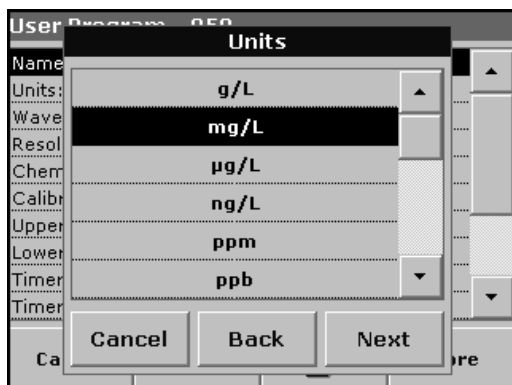 User Program 950
Units
Name
g/L
Units:
mg/L
Wave
Resol
µg/L
Chem
ng/L
Calibr
Upper
ppm
Lower
ppb
Timer
Timer
Cancel
Back
Next
Ca
ore